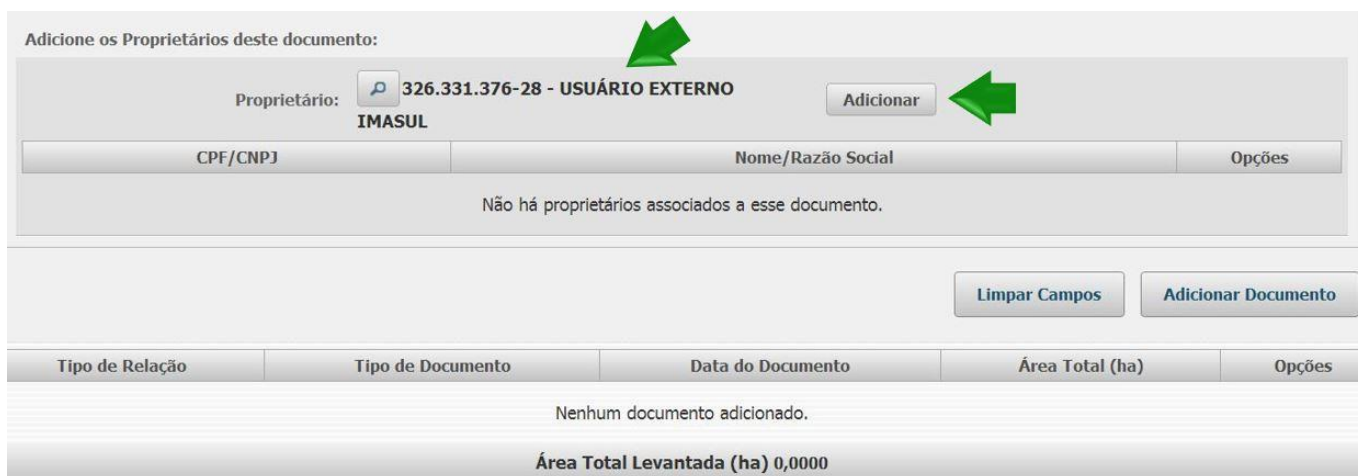 Adicione os Proprietários deste documento:
Proprietário: 326.331.376-28 - USUÁRIO EXTERNO Adicionar
IMASUL
CPF/CNPJ Nome/Razão Social Opções
Não há proprietários associados a esse documento.
Limpar Campos Adicionar Documento
Tipo de Relação Tipo de Documento Data do Documento Área Total (ha) Opções
Nenhum documento adicionado.
Área Total Levantada (ha) 0,0000